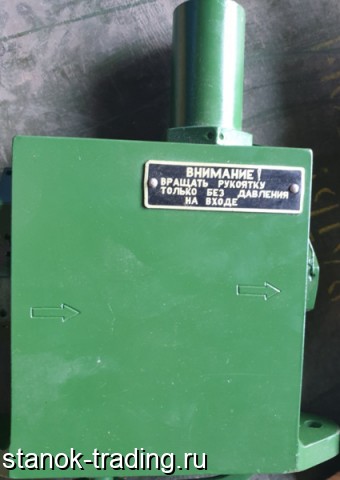 ВНИМАНИЕ!
ВРАЩАТЬ РУКОЯТКУ
ТОЛЬКО БЕЗ ДАВЛЕНИЯ
НА ВХОДЕ
stanok-trading.ru